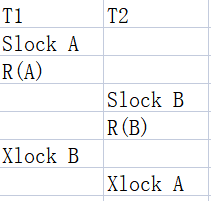 T1 T2
Slock A
R(A)
Slock B
R(B)
Xlock B
Xlock A